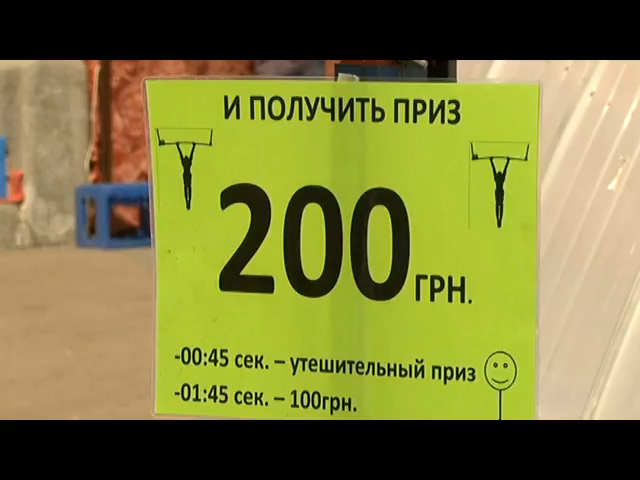 И ПОЛУЧИТЬ ПРИЗ
200 ГРН.
-00:45 сек. – утешительный приз
-01:45 сек. – 100грн.